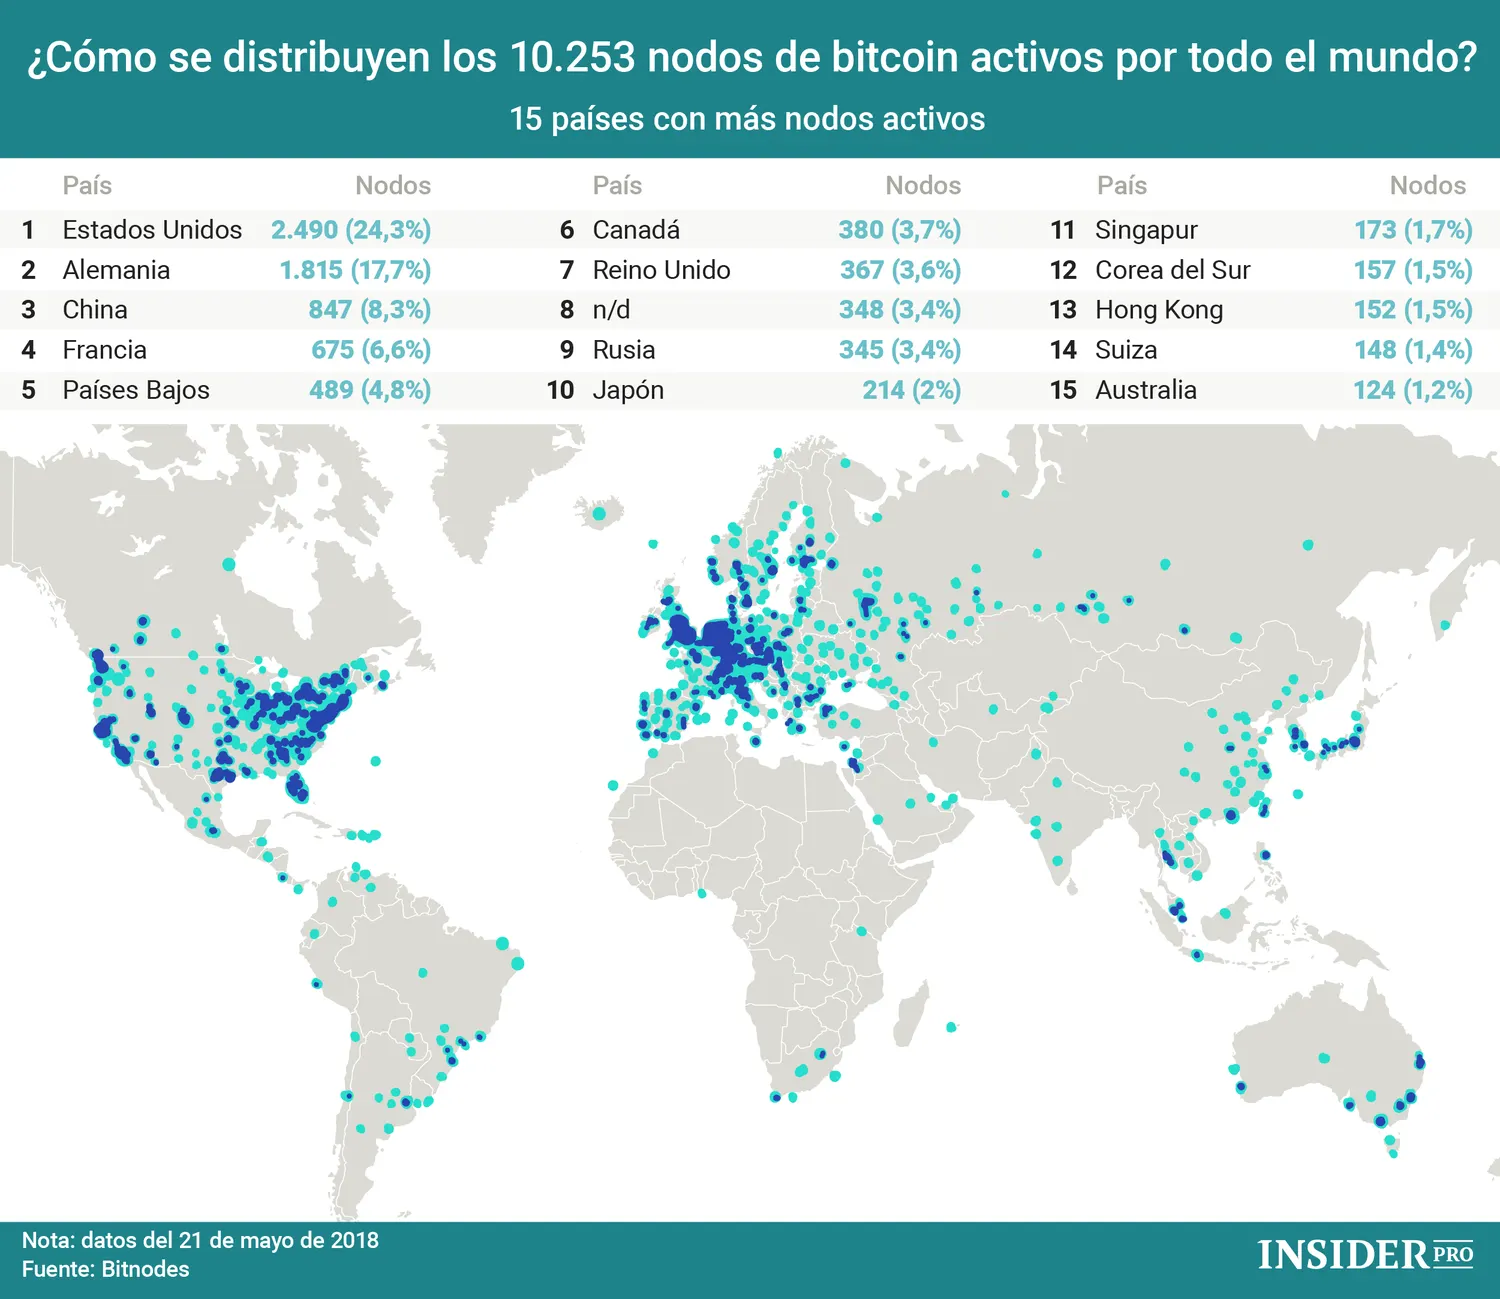 ¿Cómo se distribuyen los 10.253 nodos de bitcoin activos por todo el mundo?
15 países con más nodos activos
País Nodos
1 Estados Unidos 2.490 (24,3%)
2 Alemania 1.815 (17,7%)
3 China 847 (8,3%)
4 Francia 675 (6,6%)
5 Países Bajos 489 (4,8%)
País Nodos
6 Canadá 380 (3,7%)
7 Reino Unido 367 (3,6%)
8 n/d 348 (3,4%)
9 Rusia 345 (3,4%)
10 Japón 214 (2%)
País Nodos
11 Singapur 173 (1,7%)
12 Corea del Sur 157 (1,5%)
13 Hong Kong 152 (1,5%)
14 Suiza 148 (1,4%)
15 Australia 124 (1,2%)
Nota: datos del 21 de mayo de 2018
Fuente: Bitnodes
INSIDER PRO